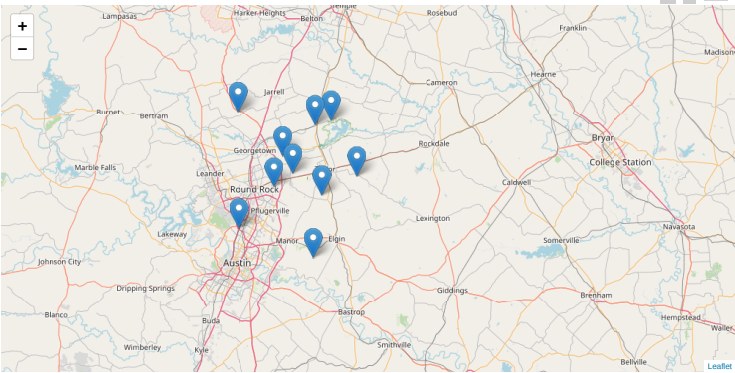 Temple
Harker Heights
Rosebud
Lampasas
Belton
Franklin
+
−
Madison
Hearne
Cameron
Jarrell
Burnet
Bertram
Bryan
Rockdale
Georgetown
College Station
Marble Falls
Leander
Caldwell
Round Rock
Pflugerville
Lexington
Navasota
Lakeway
Manor
Elgin
Somerville
Johnson City
Austin
Dripping Springs
Giddings
Brenham
Bastrop
Blanco
Buda
Hempstead
Waller
Smithville
Wimberley
Kyle
Bellville
Leaflet